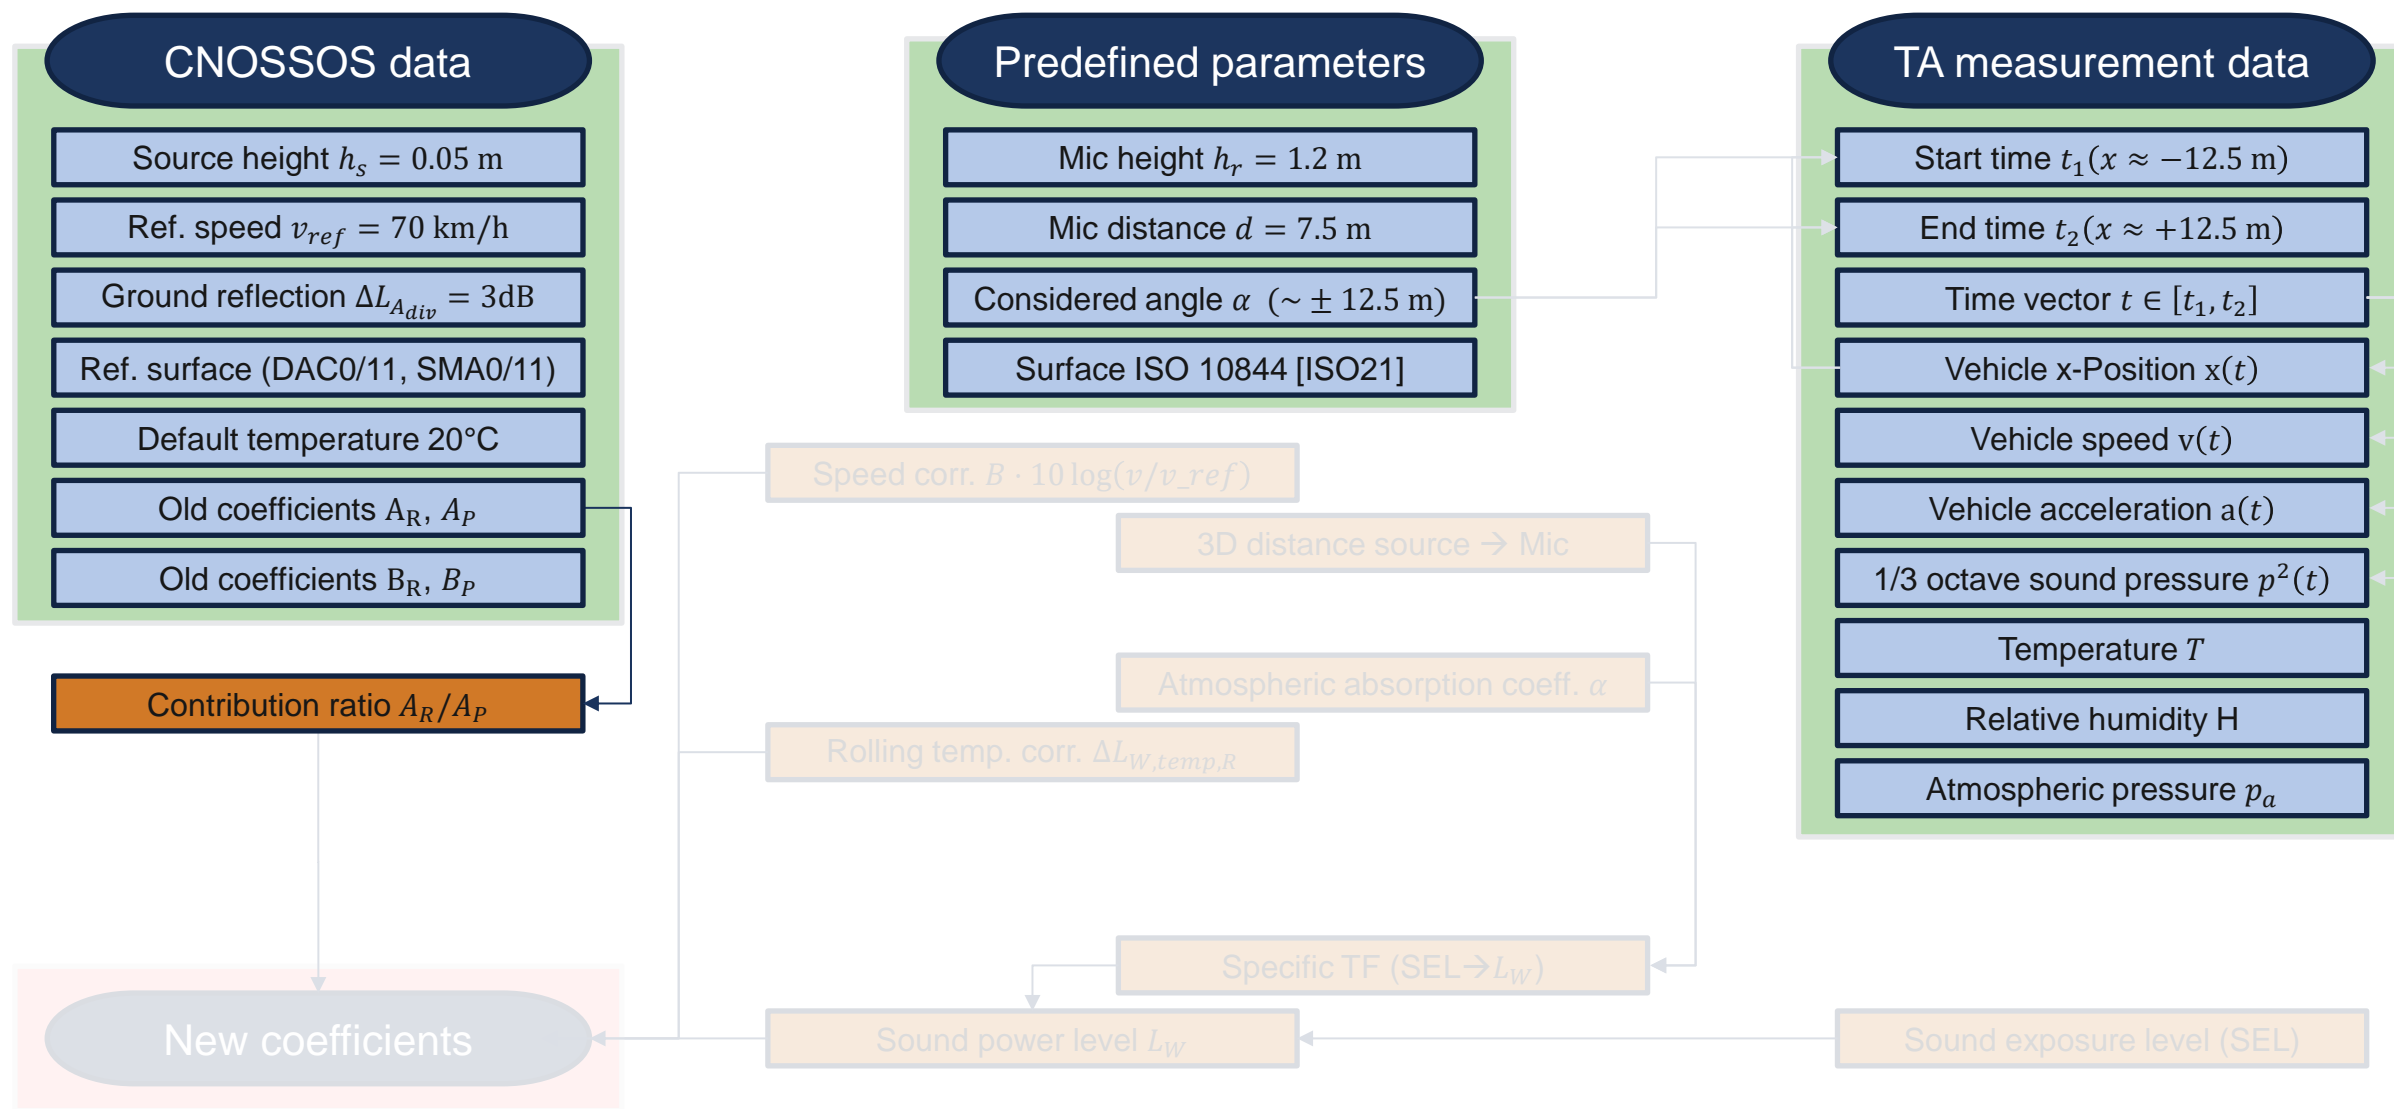 CNOSSOS data
Source height h_s = 0.05 m
Ref. speed v_ref = 70 km/h
Ground reflection ΔL_{A_div} = 3dB
Ref. surface (DAC0/11, SMA0/11)
Default temperature 20°C
Old coefficients A_R, A_P
Old coefficients B_R, B_P
Contribution ratio A_R/A_P
New coefficients
Predefined parameters
Mic height h_r = 1.2 m
Mic distance d = 7.5 m
Considered angle α (~ ± 12.5 m)
Surface ISO 10844 [ISO21]
Speed corr. B · 10 log(v/v_ref)
3D distance source → Mic
Atmospheric absorption coeff. α
Rolling temp. corr. ΔL_{W,temp,R}
Specific TF (SEL→L_W)
Sound power level L_W
TA measurement data
Start time t_1(x ≈ −12.5 m)
End time t_2(x ≈ +12.5 m)
Time vector t ∈ [t_1, t_2]
Vehicle x-Position x(t)
Vehicle speed v(t)
Vehicle acceleration a(t)
1/3 octave sound pressure p²(t)
Temperature T
Relative humidity H
Atmospheric pressure p_a
Sound exposure level (SEL)